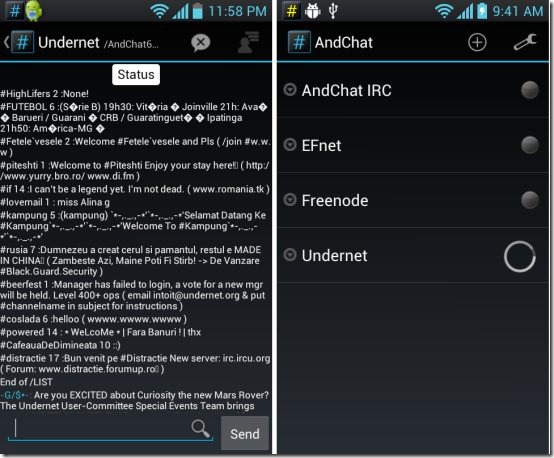 11:58 PM
Undernet /AndChat6...
Status
#HighLifers 2 :None!
#FUTEBOL 6 :(S�rie B) 19h30: Vit�ria � Joinville 21h: Ava�
� Barueri / Guarani � CRB / Guaratinguet� � Ipatinga
21h50: Am�rica-MG �
#Fetele`vesele 2 :Welcome #Fetele`vesele and Pls ( /join #w.w.
w )
#piteshti 1 :Welcome to #Piteshti Enjoy your stay here!▯ ( http:/
/www.yurry.bro.ro/ www.di.fm )
#if 14 :I can't be a legend yet. I'm not dead. ( www.romania.tk )
#lovemail 1 : miss Alina g
#kampung 5 :(kampung) `*-,._.,-*'`*-,._.,-*'Selamat Datang Ke
#Kampung`*-,._.,-*'`*-,._.,-*'Welcome To #Kampung`*-,._.,
-*'`*-,._.,-*'
#rusia 7 :Dumnezeu a creat cerul si pamantul, restul e MADE
IN CHINA▯ ( Zambeste Azi, Maine Poti Fi Stirb! -> De Vanzare
#Black.Guard.Security )
#beerfest 1 :Manager has failed to login, a vote for a new mgr
will be held. Level 400+ ops ( email intoit@undernet.org & put
#channelname in subject for instructions )
#coslada 6 :helloo ( wwww.wwww.wwww )
#powered 14 : * WeLcoMe * | Fara Banuri ! | thx
#CafeauaDeDimineata 10 ::)
#distractie 17 :Bun venit pe #Distractie New server: irc.ircu.org
( Forum: www.distractie.forumup.ro▯ )
End of /LIST
-G/$*-: Are you EXCITED about Curiosity the new Mars Rover?
The Undernet User-Committee Special Events Team brings
Send
9:41 AM
AndChat
AndChat IRC
EFnet
Freenode
Undernet